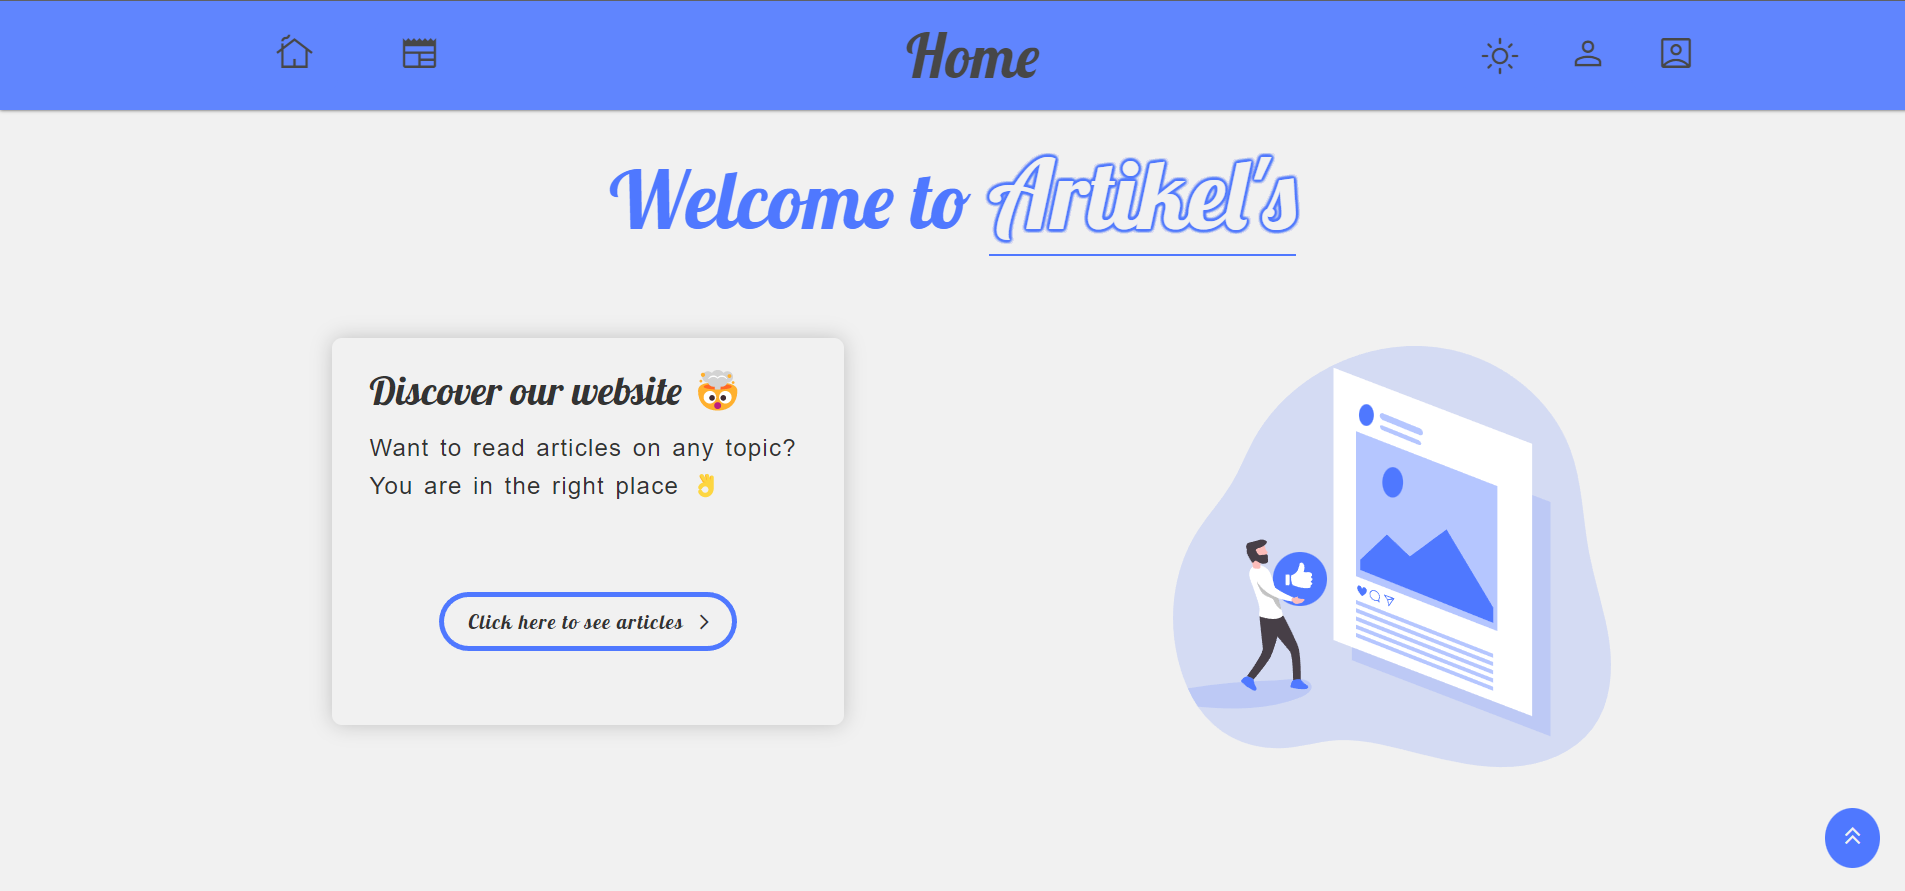 Home
Welcome to Artikel's
Discover our website 🤯
Want to read articles on any topic?
You are in the right place 👌
Click here to see articles